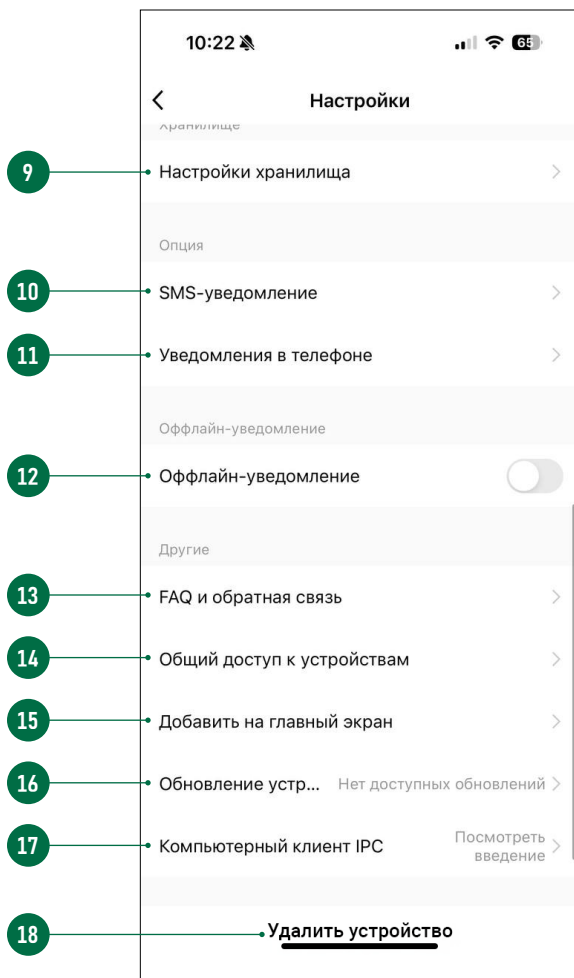 10:22 65
Настройки
Хранилище
9 Настройки хранилища
Опция
10 SMS-уведомление
11 Уведомления в телефоне
Оффлайн-уведомление
12 Оффлайн-уведомление
Другие
13 FAQ и обратная связь
14 Общий доступ к устройствам
15 Добавить на главный экран
16 Обновление устр... Нет доступных обновлений
17 Компьютерный клиент IPC Посмотреть
введение
18 Удалить устройство